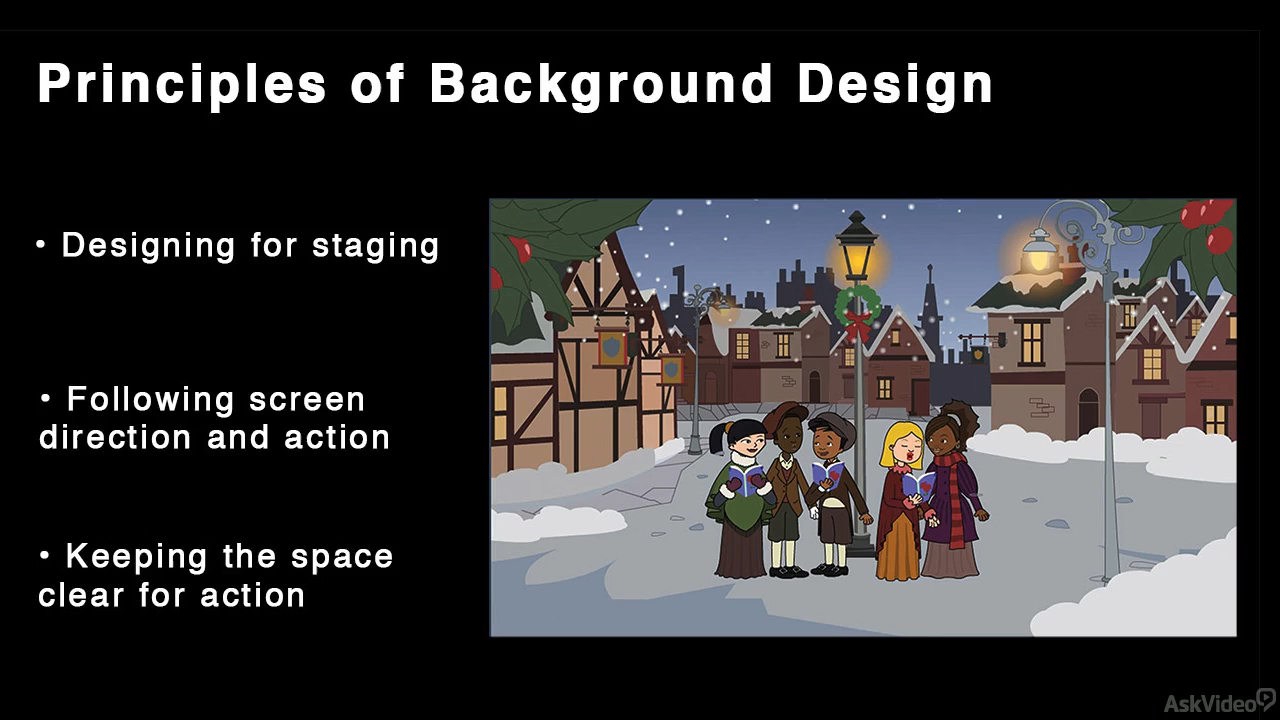 Principles of Background Design
• Designing for staging
• Following screen
direction and action
• Keeping the space
clear for action
AskVideo